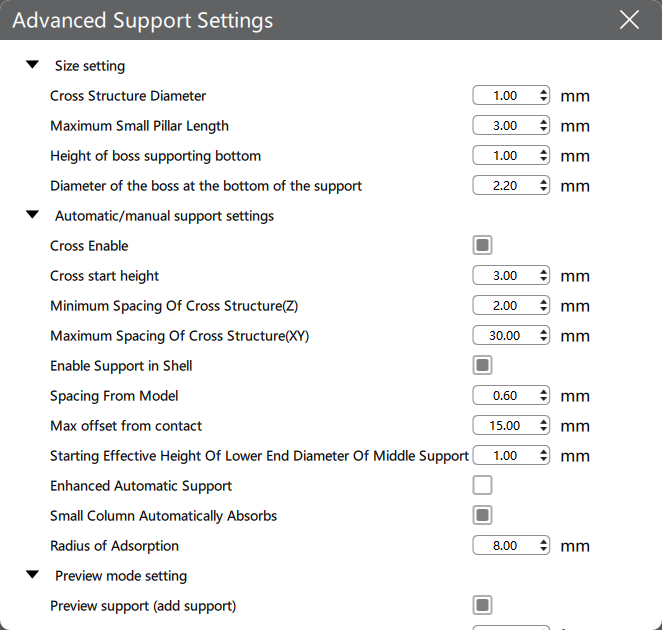 Advanced Support Settings
Size setting
Cross Structure Diameter 1.00 mm
Maximum Small Pillar Length 3.00 mm
Height of boss supporting bottom 1.00 mm
Diameter of the boss at the bottom of the support 2.20 mm
Automatic/manual support settings
Cross Enable
Cross start height 3.00 mm
Minimum Spacing Of Cross Structure(Z) 2.00 mm
Maximum Spacing Of Cross Structure(XY) 30.00 mm
Enable Support in Shell
Spacing From Model 0.60 mm
Max offset from contact 15.00 mm
Starting Effective Height Of Lower End Diameter Of Middle Support 1.00 mm
Enhanced Automatic Support
Small Column Automatically Absorbs
Radius of Adsorption 8.00 mm
Preview mode setting
Preview support (add support)